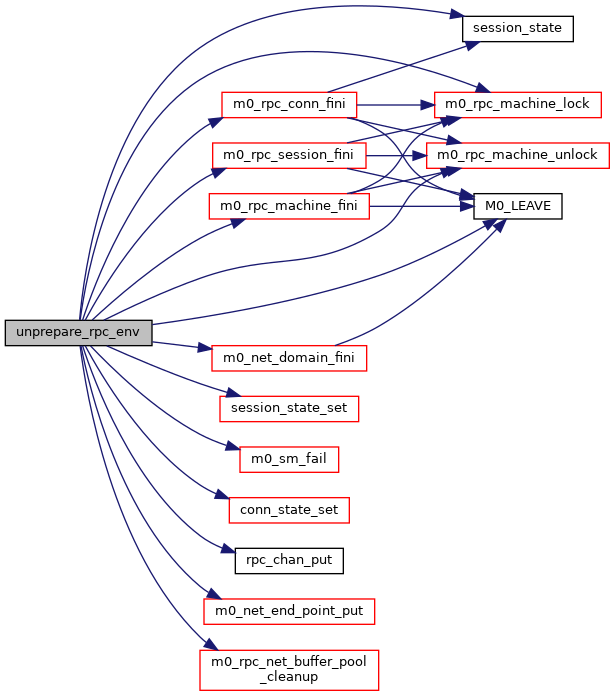 session_state
m0_rpc_conn_fini
m0_rpc_machine_lock
m0_rpc_session_fini
m0_rpc_machine_unlock
m0_rpc_machine_fini
M0_LEAVE
unprepare_rpc_env
m0_net_domain_fini
session_state_set
m0_sm_fail
conn_state_set
rpc_chan_put
m0_net_end_point_put
m0_rpc_net_buffer_pool
_cleanup